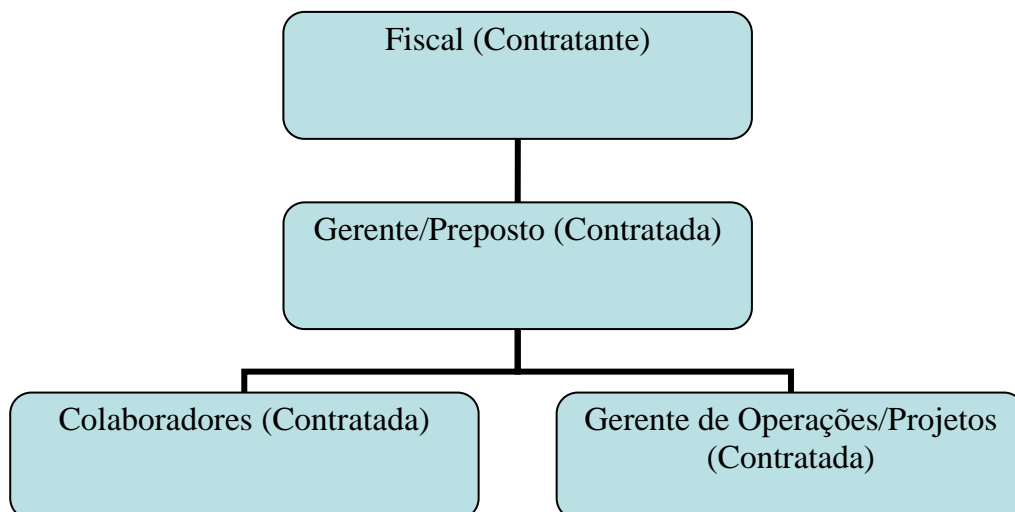 Fiscal (Contratante)
Gerente/Preposto (Contratada)
Colaboradores (Contratada)
Gerente de Operações/Projetos
(Contratada)